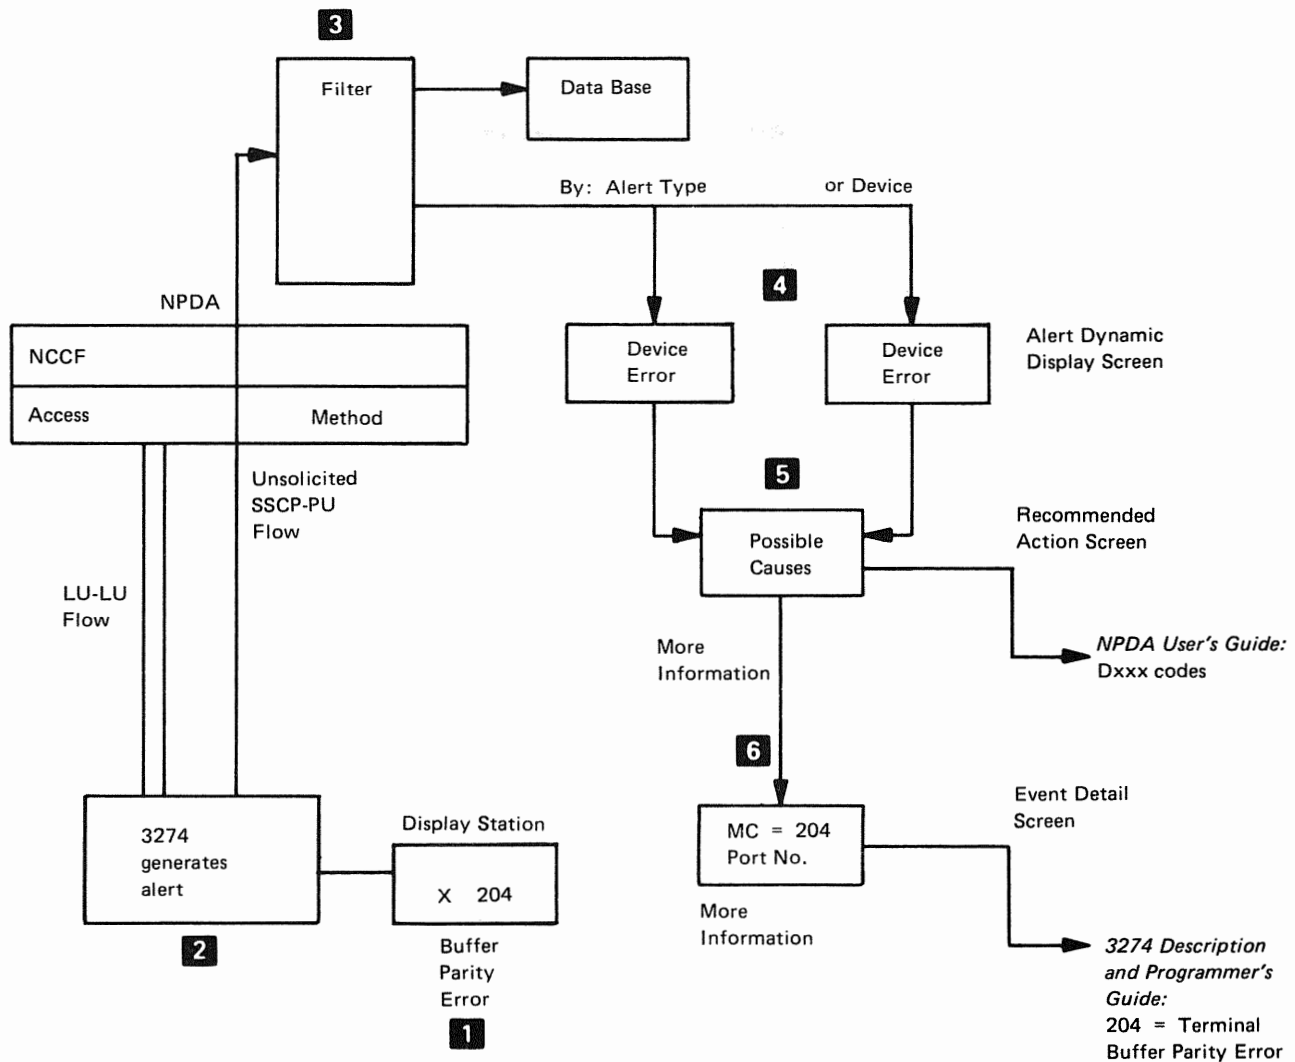 3
Filter
Data Base
By: Alert Type
or Device
4
NPDA
NCCF
Access
Method
Device
Error
Device
Error
Alert Dynamic
Display Screen
Unsolicited
SSCP-PU
Flow
5
Possible
Causes
Recommended
Action Screen
LU-LU
Flow
More
Information
NPDA User's Guide:
Dxxx codes
6
3274
generates
alert
2
Display Station
X 204
Buffer
Parity
Error
1
MC = 204
Port No.
Event Detail
Screen
More
Information
3274 Description
and Programmer's
Guide:
204 = Terminal
Buffer Parity Error